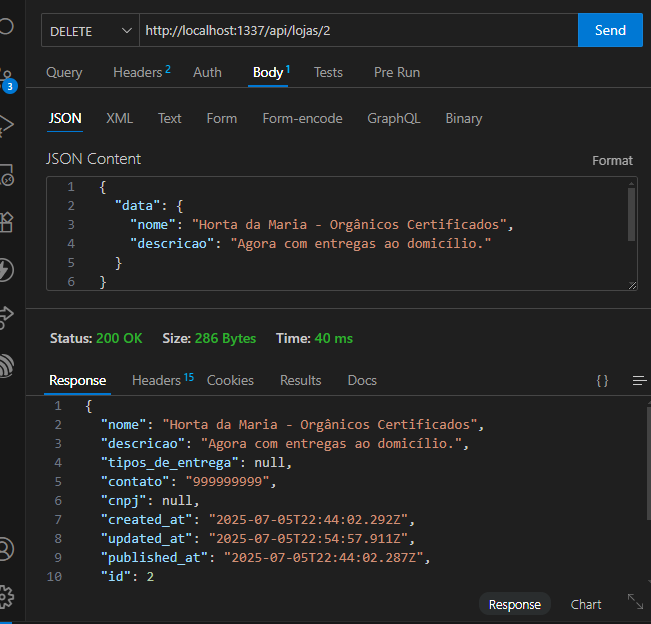 DELETE http://localhost:1337/api/lojas/2 Send
Query Headers 2 Auth Body 1 Tests Pre Run
3
JSON XML Text Form Form-encode GraphQL Binary
JSON Content Format
1 {
2 "data": {
3 "nome": "Horta da Maria - Orgânicos Certificados",
4 "descricao": "Agora com entregas ao domicílio."
5 }
6 }
Status: 200 OK Size: 286 Bytes Time: 40 ms
Response Headers 15 Cookies Results Docs { }
1 {
2 "nome": "Horta da Maria - Orgânicos Certificados",
3 "descricao": "Agora com entregas ao domicílio.",
4 "tipos_de_entrega": null,
5 "contato": "999999999",
6 "cnpj": null,
7 "created_at": "2025-07-05T22:44:02.292Z",
8 "updated_at": "2025-07-05T22:54:57.911Z",
9 "published_at": "2025-07-05T22:44:02.287Z",
10 "id": 2
Response Chart